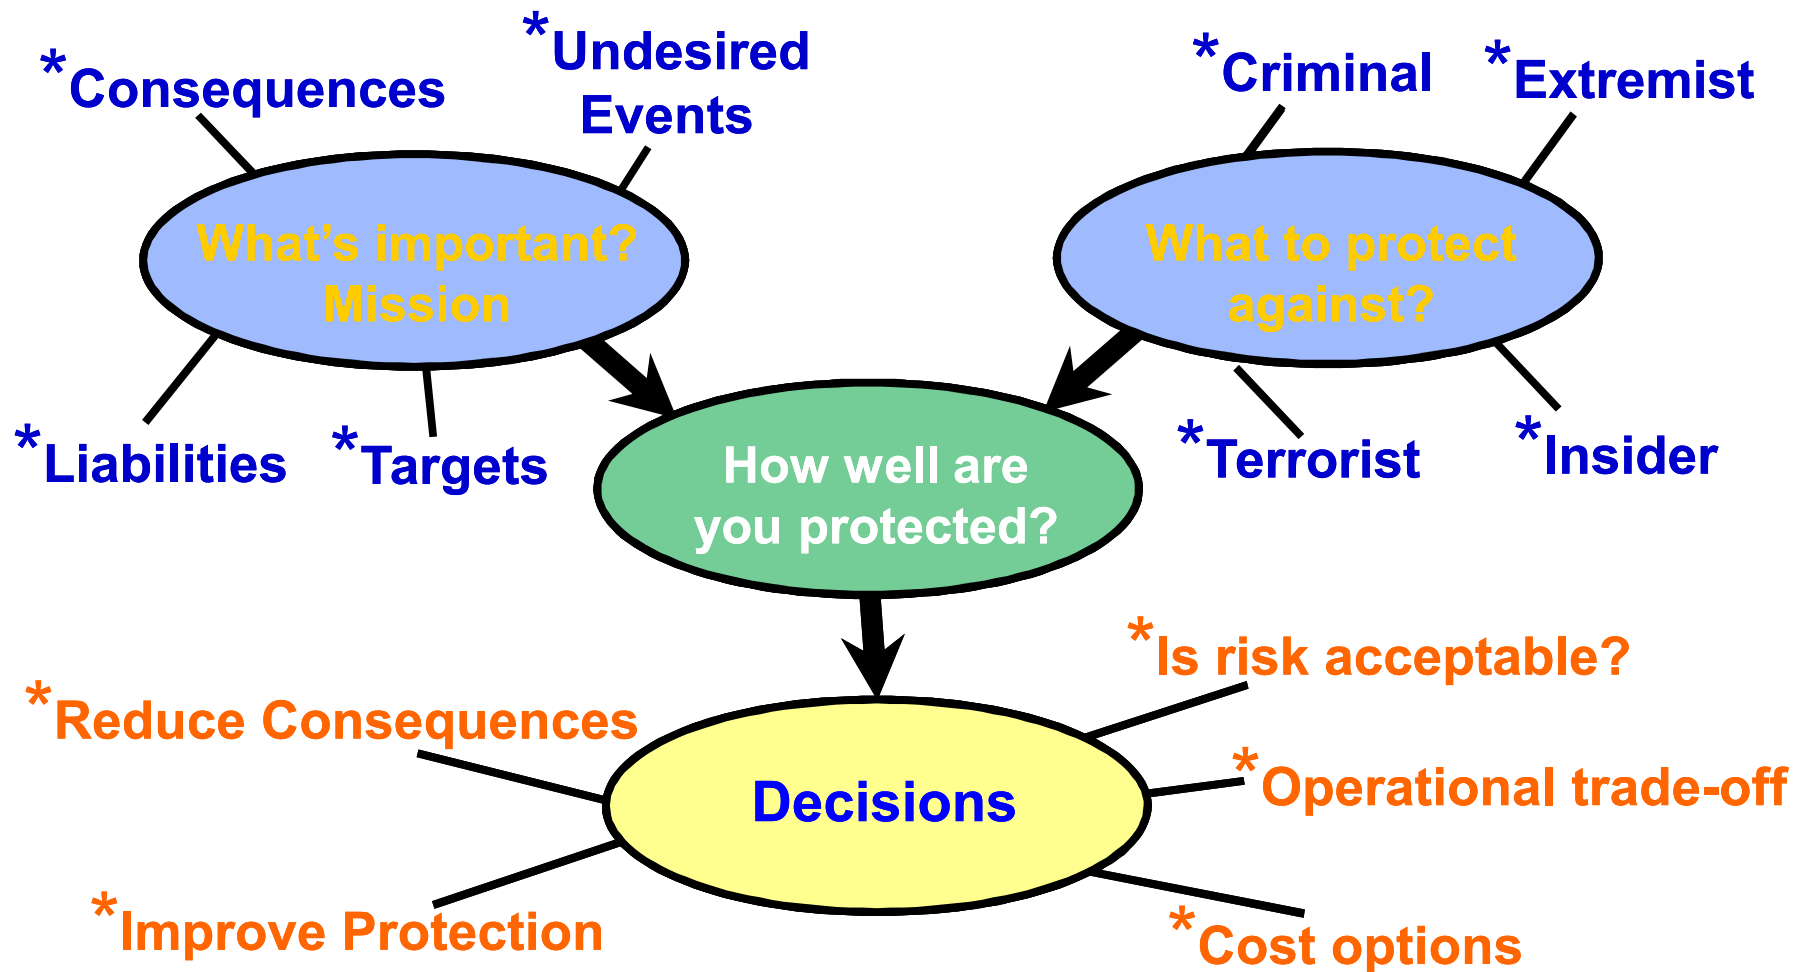 *Consequences
*Undesired
Events
*Criminal
*Extremist
What's important?
Mission
What to protect
against?
*Liabilities
*Targets
*Terrorist
*Insider
How well are
you protected?
*Is risk acceptable?
*Reduce Consequences
*Operational trade-off
Decisions
*Improve Protection
*Cost options